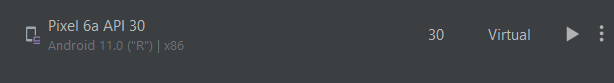 Pixel 6a API 30
Android 11.0 ("R") | x86
30
Virtual